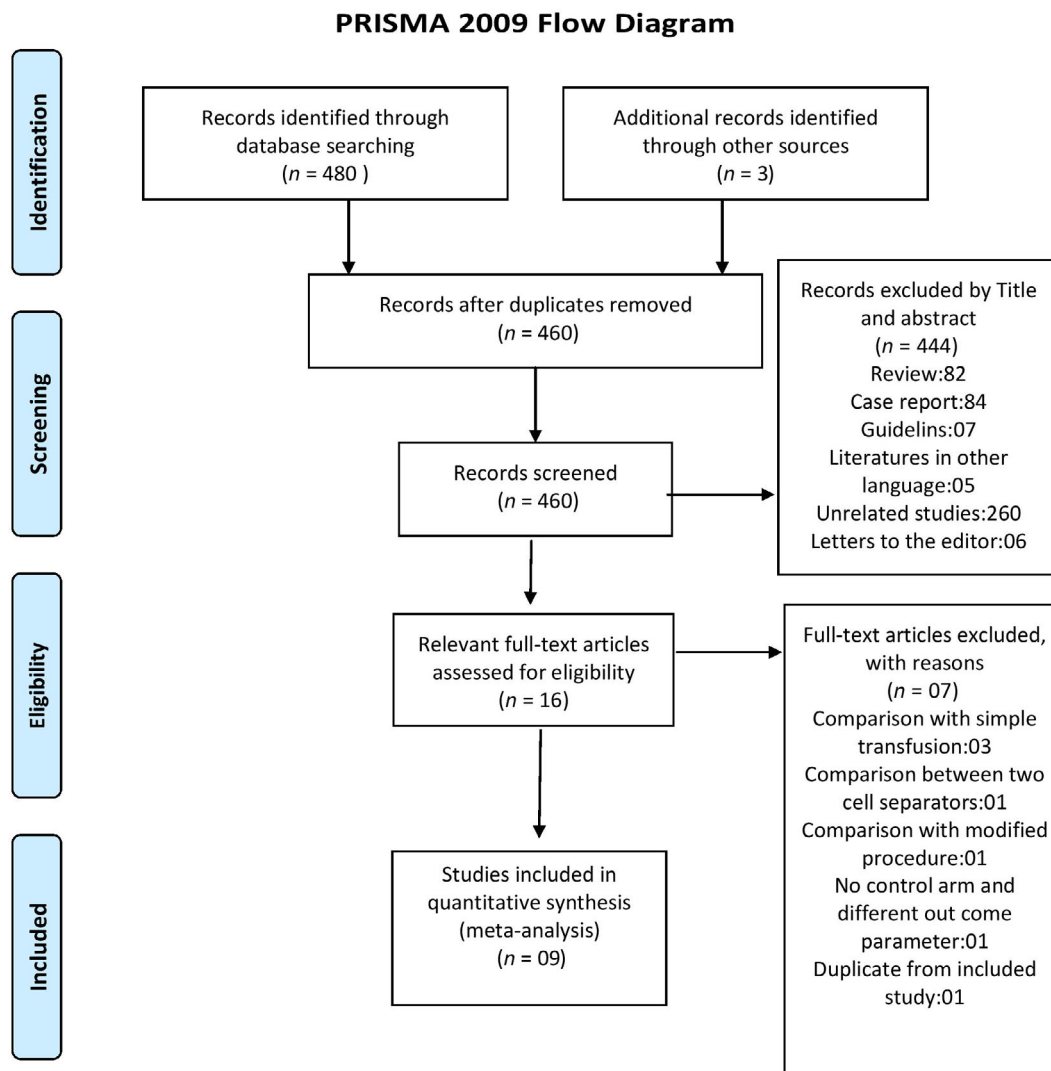 PRISMA 2009 Flow Diagram
Identification
Records identified through
database searching
(n = 480 )
Additional records identified
through other sources
(n = 3)
Records after duplicates removed
(n = 460)
Screening
Records screened
(n = 460)
Records excluded by Title
and abstract
(n = 444)
Review:82
Case report:84
Guidelins:07
Literatures in other
language:05
Unrelated studies:260
Letters to the editor:06
Eligibility
Relevant full-text articles
assessed for eligibility
(n = 16)
Full-text articles excluded,
with reasons
(n = 07)
Comparison with simple
transfusion:03
Comparison between two
cell separators:01
Comparison with modified
procedure:01
No control arm and
different out come
parameter:01
Duplicate from included
study:01
Included
Studies included in
quantitative synthesis
(meta-analysis)
(n = 09)